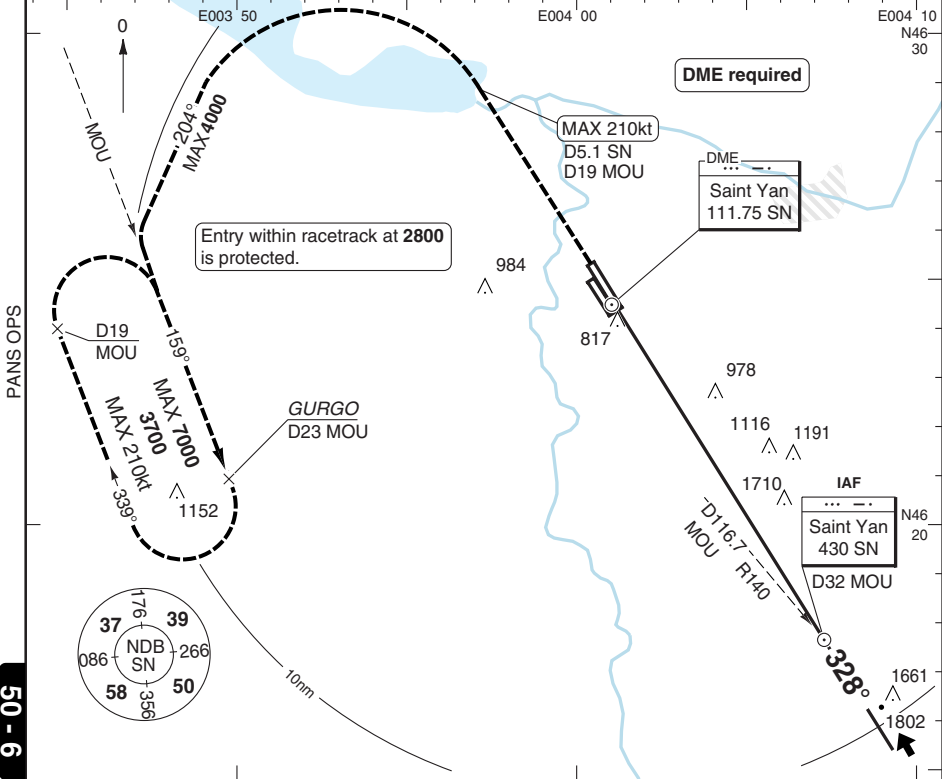 E003 50
E004 00
E004 10
N46
30
0
MOU
204°
MAX 4000
DME required
MAX 210kt
D5.1 SN
D19 MOU
DME
Saint Yan
111.75 SN
Entry within racetrack at 2800
is protected.
984
817
D19
MOU
159°
MAX 7000
3700
MAX 210kt
339°
1152
GURGO
D23 MOU
978
1116
1191
1710
IAF
Saint Yan
430 SN
D32 MOU
N46
20
D116.7
MOU
R140
328°
1661
1802
10nm
176
37
39
086
NDB
SN
266
58
50
356
PANS OPS
50 - 6